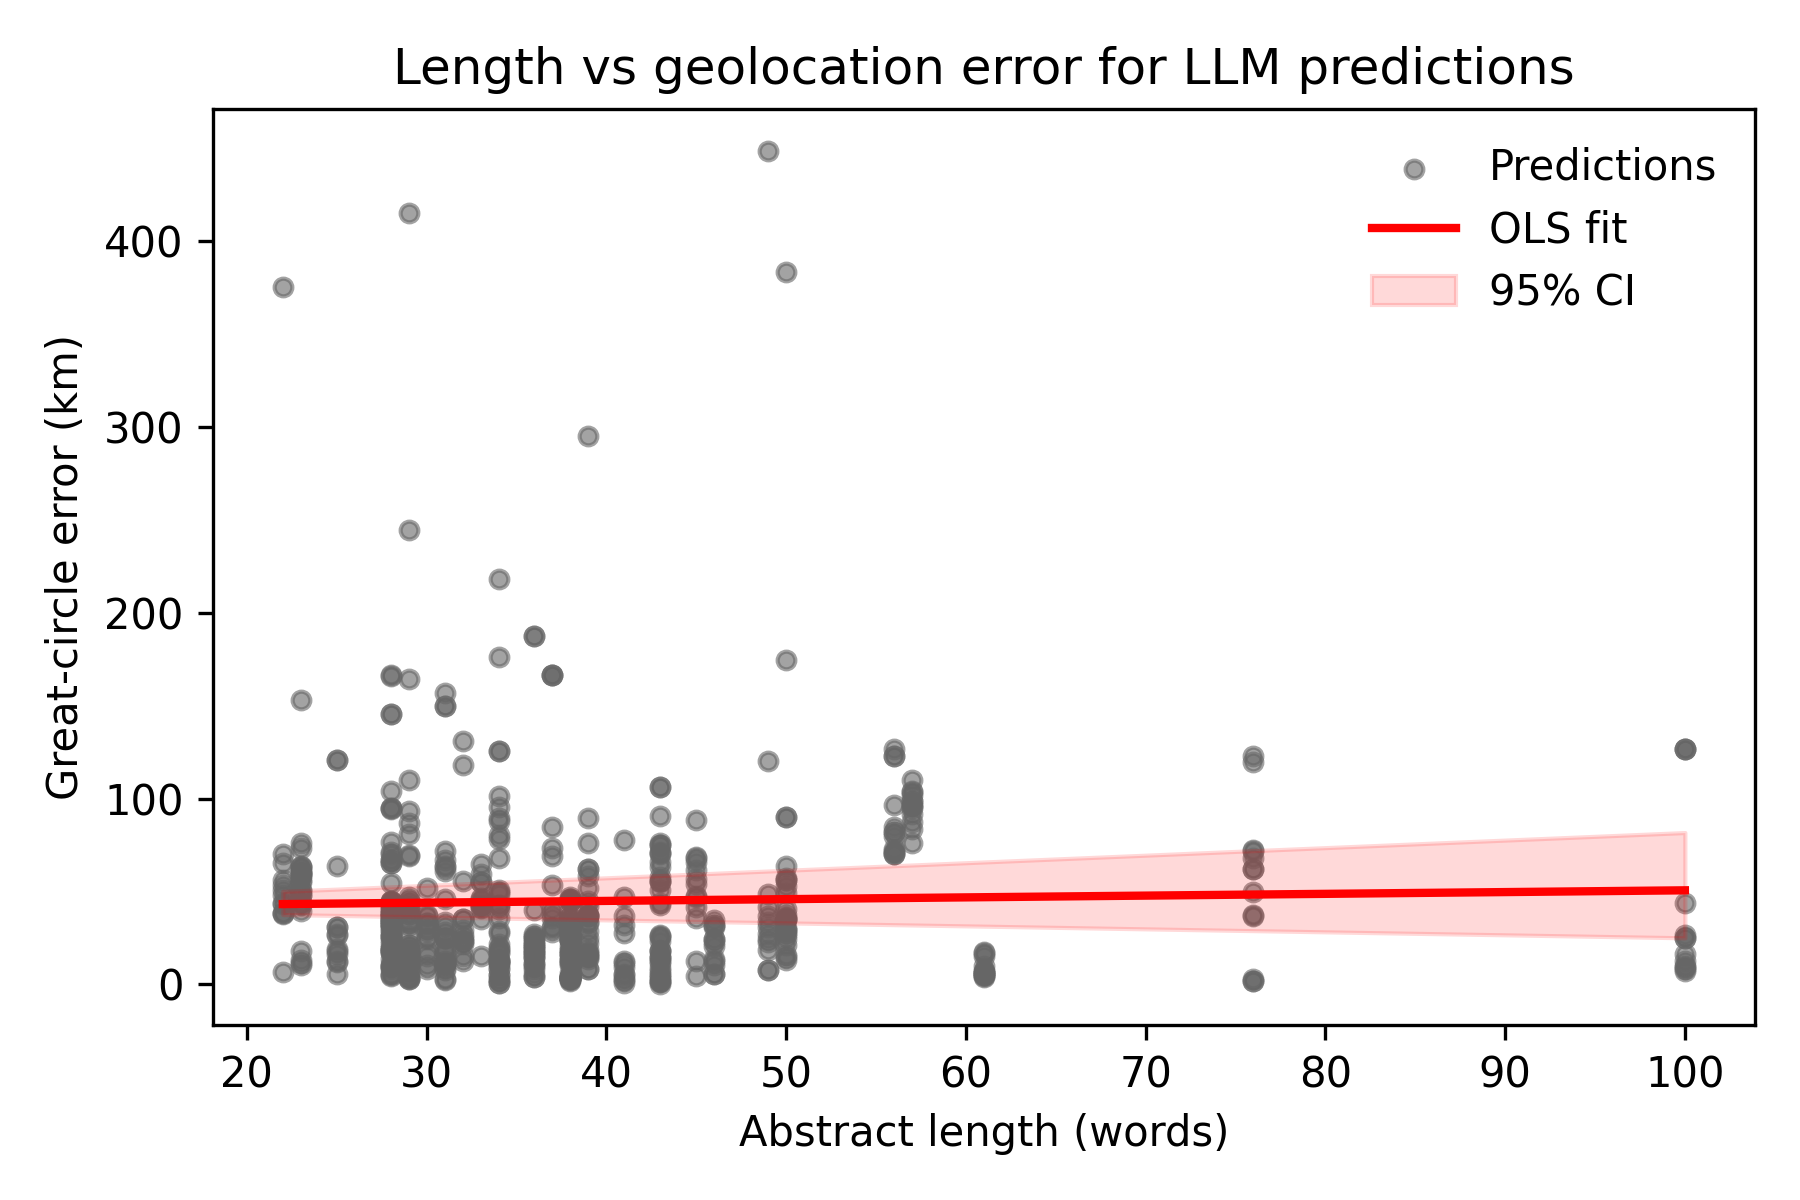 Length vs geolocation error for LLM predictions
Predictions
OLS fit
95% CI
Great-circle error (km)
400
300
200
100
0
20 30 40 50 60 70 80 90 100
Abstract length (words)